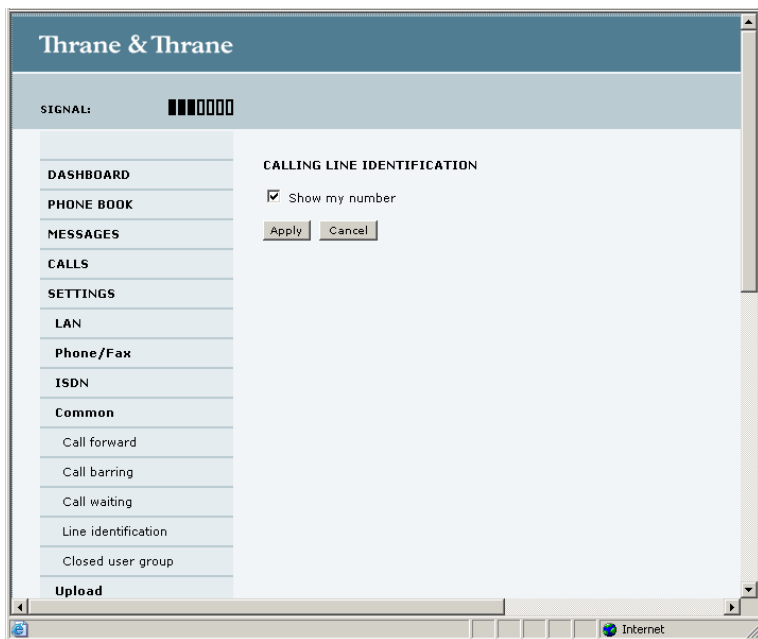 Thrane & Thrane
SIGNAL:
DASHBOARD
PHONE BOOK
MESSAGES
CALLS
SETTINGS
LAN
Phone/Fax
ISDN
Common
Call forward
Call barring
Call waiting
Line identification
Closed user group
Upload
CALLING LINE IDENTIFICATION
Show my number
Apply Cancel
Internet